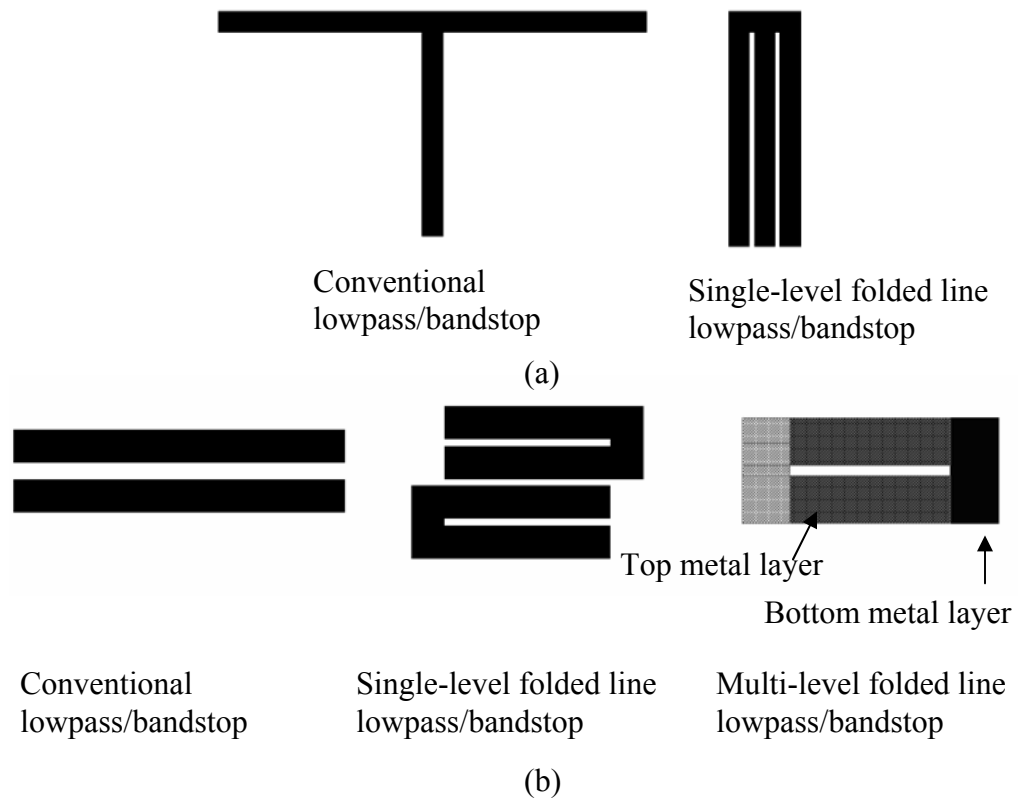 Conventional
lowpass/bandstop
Single-level folded line
lowpass/bandstop
(a)
Top metal layer
Bottom metal layer
Conventional
lowpass/bandstop
Single-level folded line
lowpass/bandstop
Multi-level folded line
lowpass/bandstop
(b)